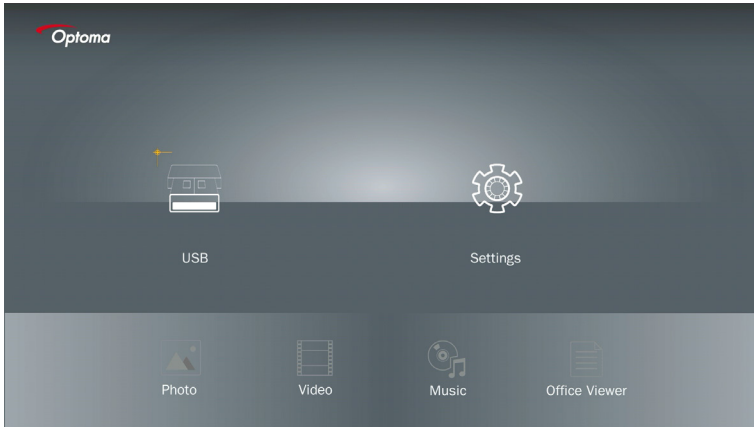 Optoma
USB
Settings
Photo
Video
Music
Office Viewer